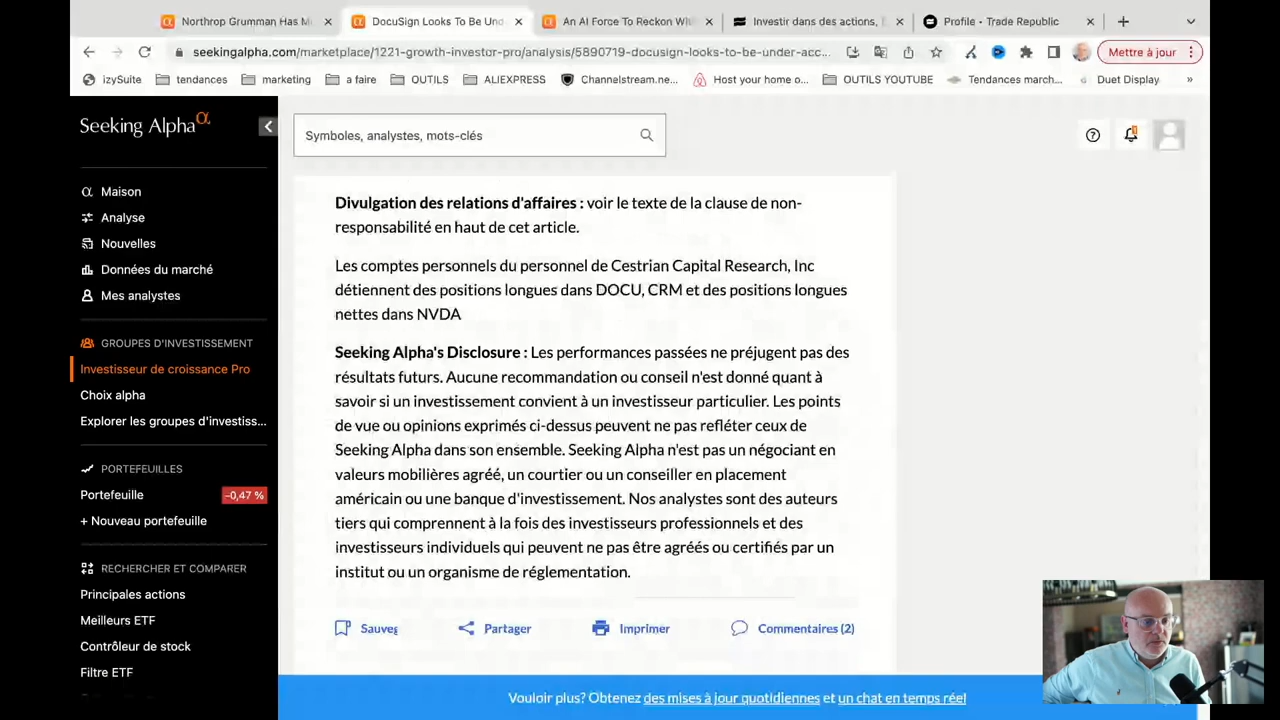 Northrop Grumman Has M
DocuSign Looks To Be Und
An AI Force To Reckon With
Investir dans des actions,
Profile - Trade Republic
seekingalpha.com/marketplace/1221-growth-investor-pro/analysis/5890719-docusign-looks-to-be-under-acc...
Mettre à jour
izySuite
tendances
marketing
a faire
OUTILS
ALIEXPRESS
Channelstream.ne...
Host your home o...
OUTILS YOUTUBE
Tendances march...
Duet Display
»
Seeking Alpha α
Symboles, analystes, mots-clés
Maison
Analyse
Nouvelles
Données du marché
Mes analystes
GROUPES D'INVESTISSEMENT
Investisseur de croissance Pro
Choix alpha
Explorer les groupes d'investiss...
PORTEFEUILLES
Portefeuille -0,47 %
+ Nouveau portefeuille
RECHERCHER ET COMPARER
Principales actions
Meilleurs ETF
Contrôleur de stock
Filtre ETF
Divulgation des relations d'affaires : voir le texte de la clause de non-
responsabilité en haut de cet article.
Les comptes personnels du personnel de Cestrian Capital Research, Inc
détiennent des positions longues dans DOCU, CRM et des positions longues
nettes dans NVDA
Seeking Alpha's Disclosure : Les performances passées ne préjugent pas des
résultats futurs. Aucune recommandation ou conseil n'est donné quant à
savoir si un investissement convient à un investisseur particulier. Les points
de vue ou opinions exprimés ci-dessus peuvent ne pas refléter ceux de
Seeking Alpha dans son ensemble. Seeking Alpha n'est pas un négociant en
valeurs mobilières agréé, un courtier ou un conseiller en placement
américain ou une banque d'investissement. Nos analystes sont des auteurs
tiers qui comprennent à la fois des investisseurs professionnels et des
investisseurs individuels qui peuvent ne pas être agréés ou certifiés par un
institut ou un organisme de réglementation.
Sauveg
Partager
Imprimer
Commentaires (2)
Vouloir plus? Obtenez des mises à jour quotidiennes et un chat en temps réel